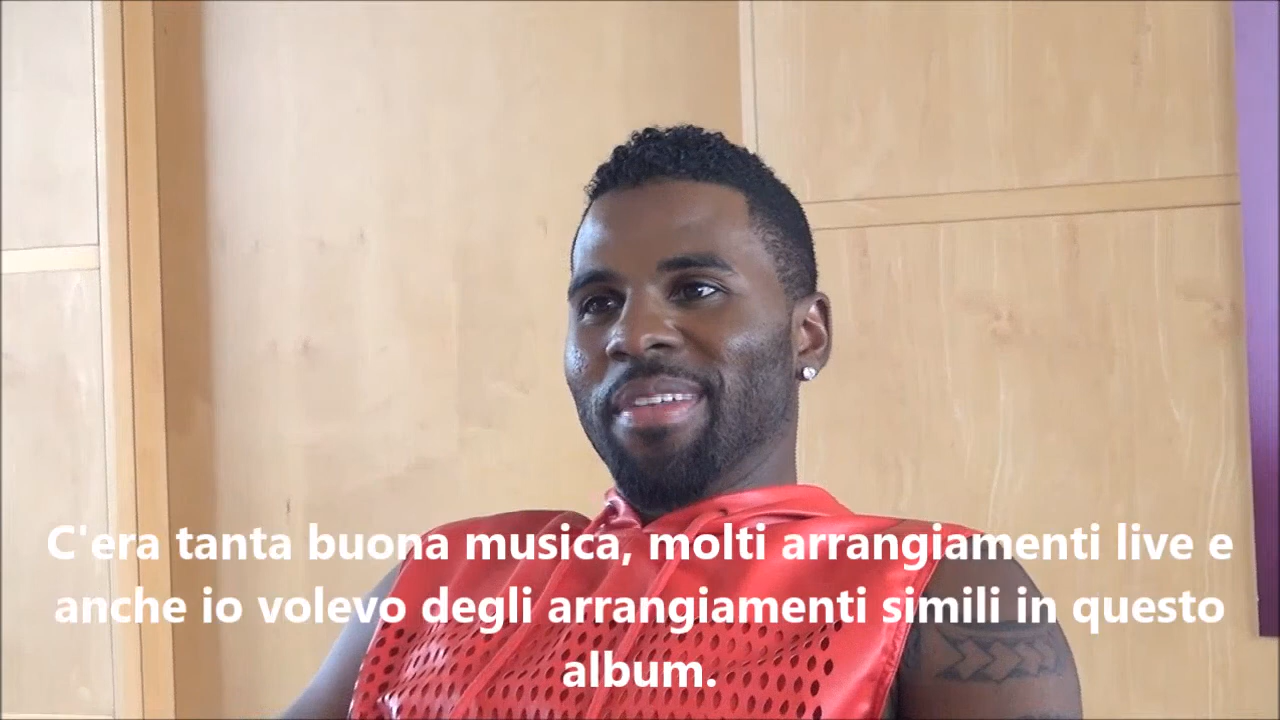 C'era tanta buona musica, molti arrangiamenti live e
anche io volevo degli arrangiamenti simili in questo
album.